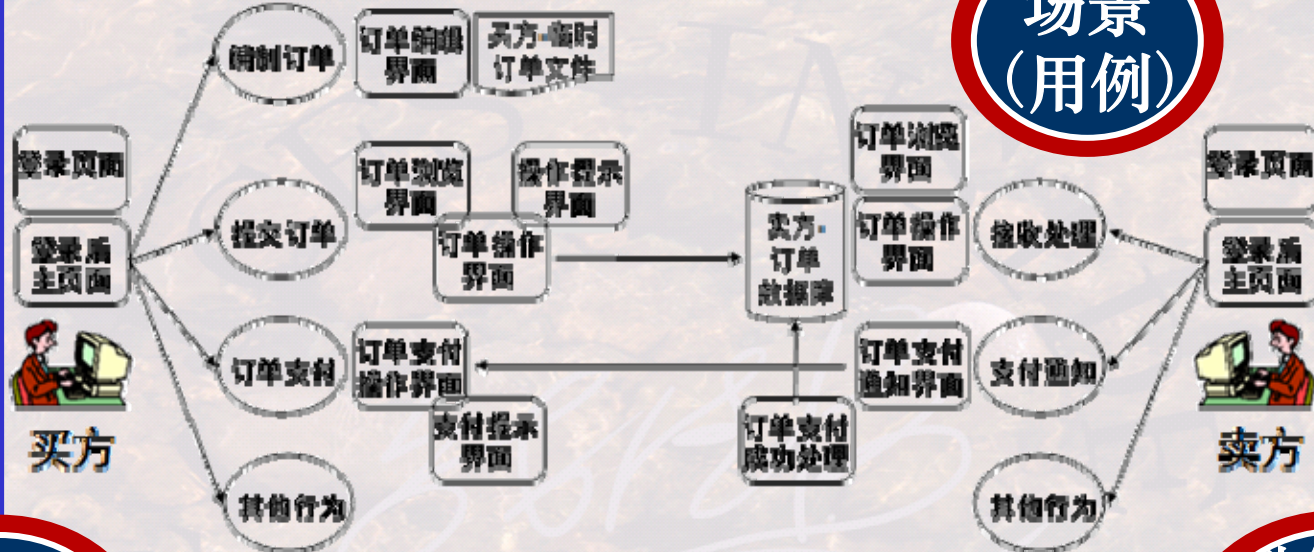 场景
(用例)
编制订单
订单编辑
界面
买方-临时
订单文件
登录页面
登录后
主页面
买方
提交订单
订单浏览
界面
操作提示
界面
订单操作
界面
订单支付
订单支付
操作界面
支付提示
界面
其他行为
卖方-
订单
数据库
订单支付
成功处理
订单浏览
界面
订单操作
界面
订单支付
通知界面
接收处理
支付通知
其他行为
登录页面
登录后
主页面
卖方